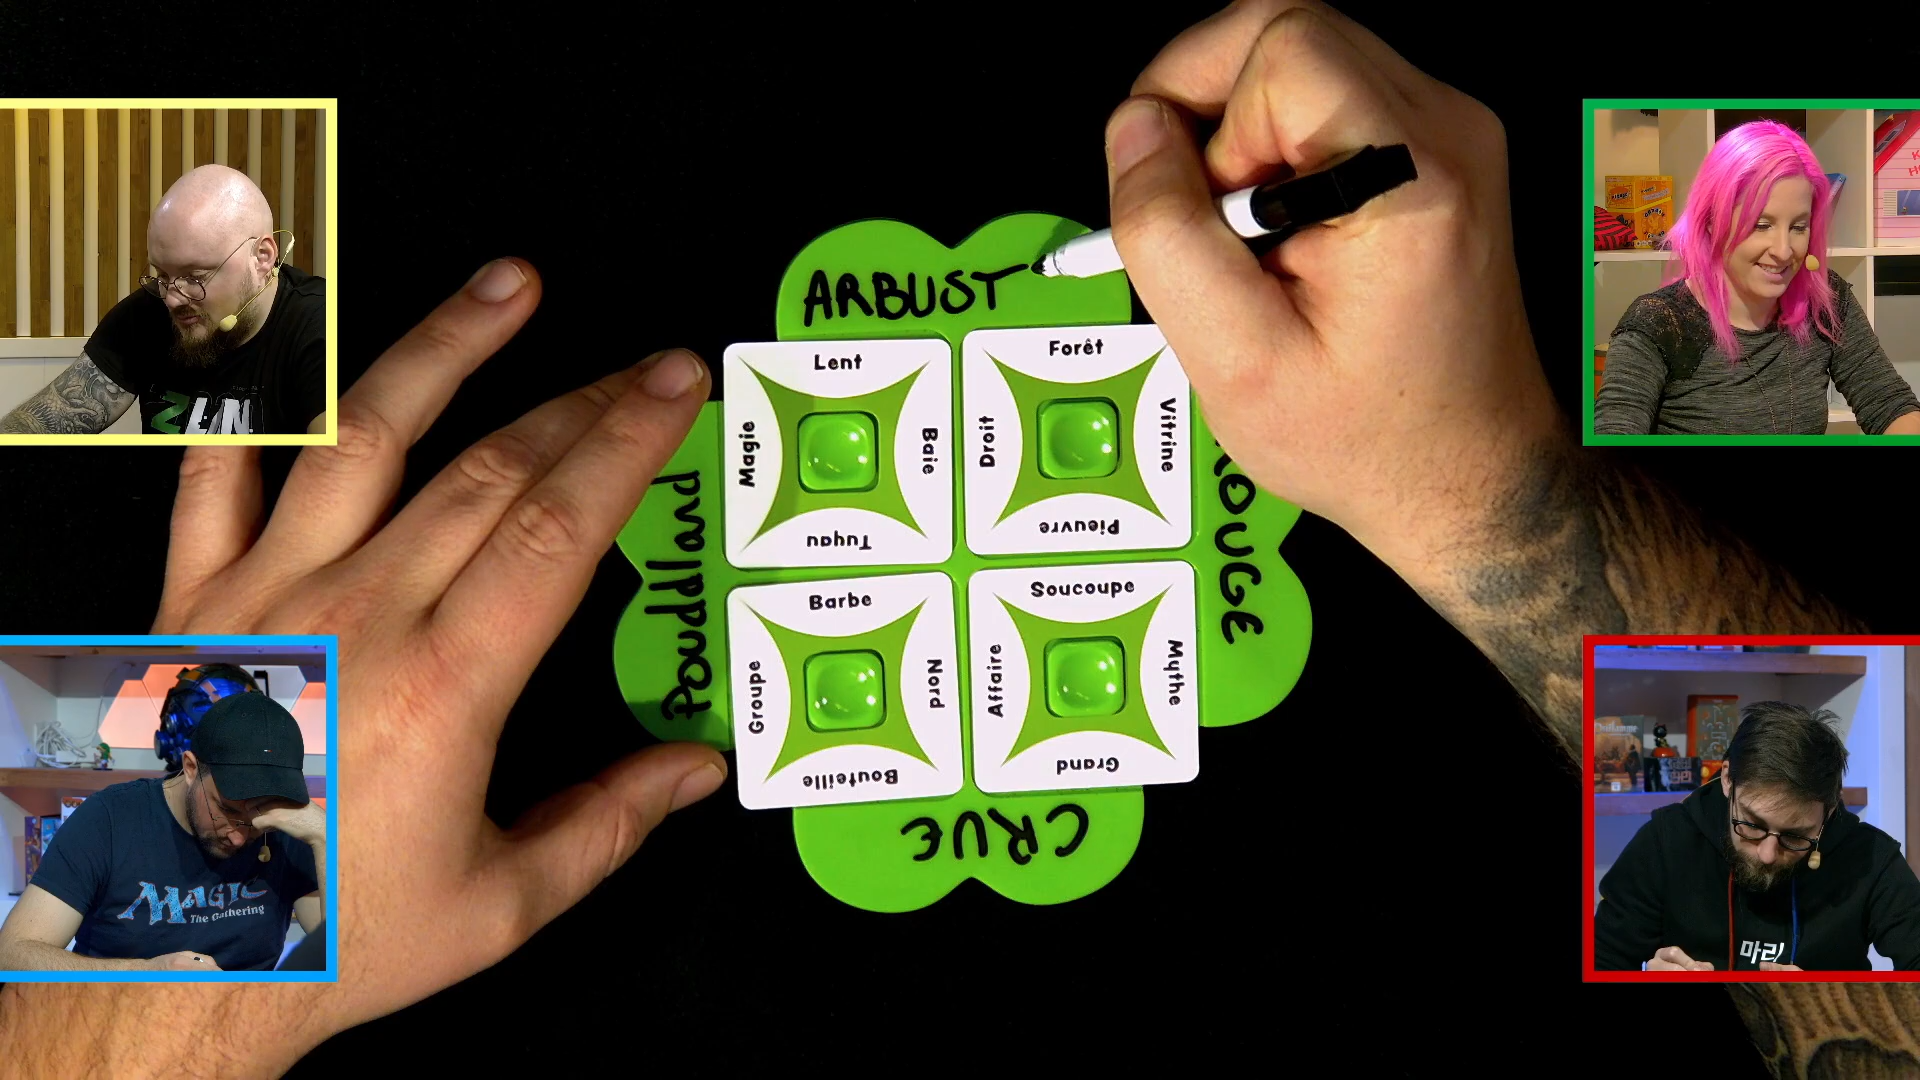 ARBUST
Lent
Magie
Baie
Tuyau
Forêt
Droit
Vitrine
Pieuvre
Pouddland
OUGE
Barbe
Groupe
Nord
Bouteille
Soucoupe
Affaire
Mythe
Grand
CRUE
MAGIC
The Gathering
마리